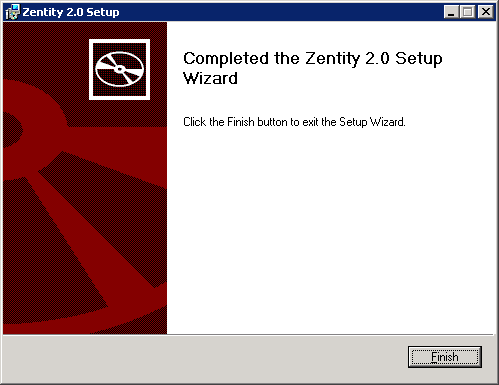 Zentity 2.0 Setup
Completed the Zentity 2.0 Setup
Wizard
Click the Finish button to exit the Setup Wizard.
Finish